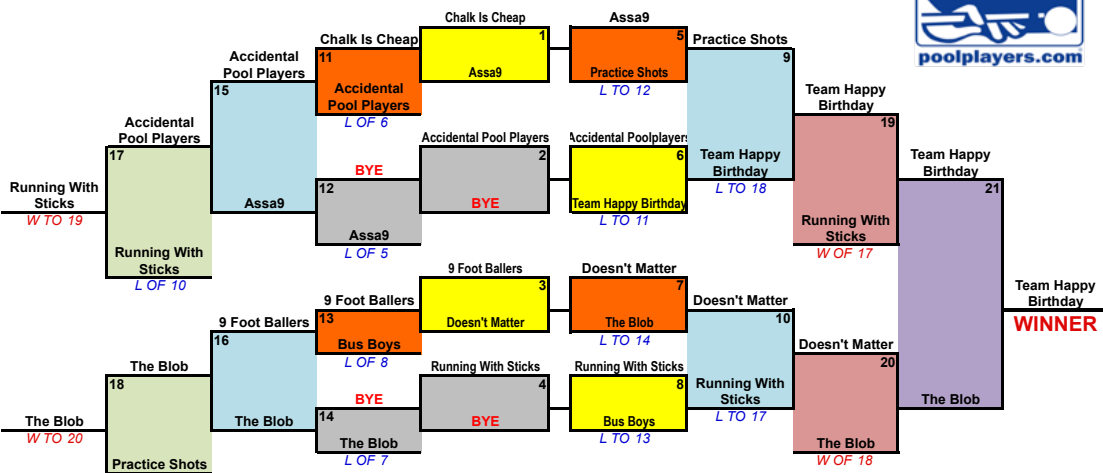 Chalk Is Cheap
Assa9
1
5
Chalk Is Cheap
Practice Shots
Accidental
Pool Players
11
9
poolplayers.com
Assa9
Practice Shots
15
Accidental
Pool Players
L TO 12
Team Happy
Birthday
L OF 6
Accidental
Pool Players
19
Accidental Pool Players
Accidental Poolplayers
17
2
6
Team Happy
Birthday
Team Happy
Birthday
BYE
L TO 18
21
Running With
Sticks
12
Assa9
BYE
Team Happy Birthday
W TO 19
L TO 11
Running With
Sticks
Assa9
L OF 5
W OF 17
Running With
Sticks
L OF 10
9 Foot Ballers
Doesn't Matter
3
7
Team Happy
Birthday
9 Foot Ballers
Doesn't Matter
9 Foot Ballers
13
Doesn't Matter
The Blob
10
WINNER
16
Bus Boys
L TO 14
Doesn't Matter
L OF 8
20
The Blob
Running With Sticks
Running With Sticks
18
4
8
Running With
Sticks
BYE
The Blob
L TO 17
The Blob
The Blob
14
BYE
Bus Boys
W TO 20
The Blob
L TO 13
The Blob
L OF 7
W OF 18
Practice Shots